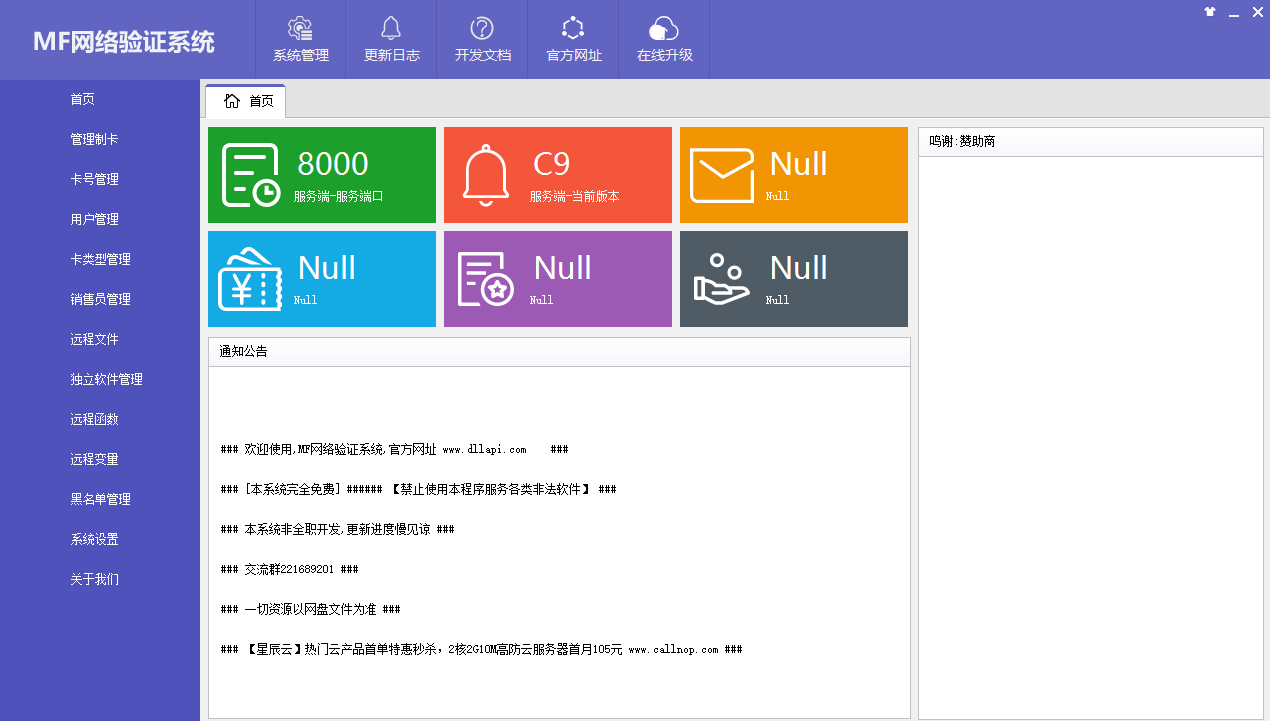 MF网络验证系统
系统管理
更新日志
开发文档
官方网址
在线升级
首页
管理制卡
卡号管理
用户管理
卡类型管理
销售员管理
远程文件
独立软件管理
远程函数
远程变量
黑名单管理
系统设置
关于我们
首页
8000
服务端-服务端口
C9
服务端-当前版本
Null
Null
¥
Null
Null
Null
Null
Null
Null
鸣谢:赞助商
通知公告
### 欢迎使用,MF网络验证系统,官方网址 www.dllapi.com    ###
### [本系统完全免费] ###### 【禁止使用本程序服务各类非法软件】 ###
### 本系统非全职开发,更新进度慢见谅 ###
### 交流群221689201 ###
### 一切资源以网盘文件为准 ###
### 【星辰云】热门云产品首单特惠秒杀，2核2G10M高防云服务器首月105元 www.callnop.com ###